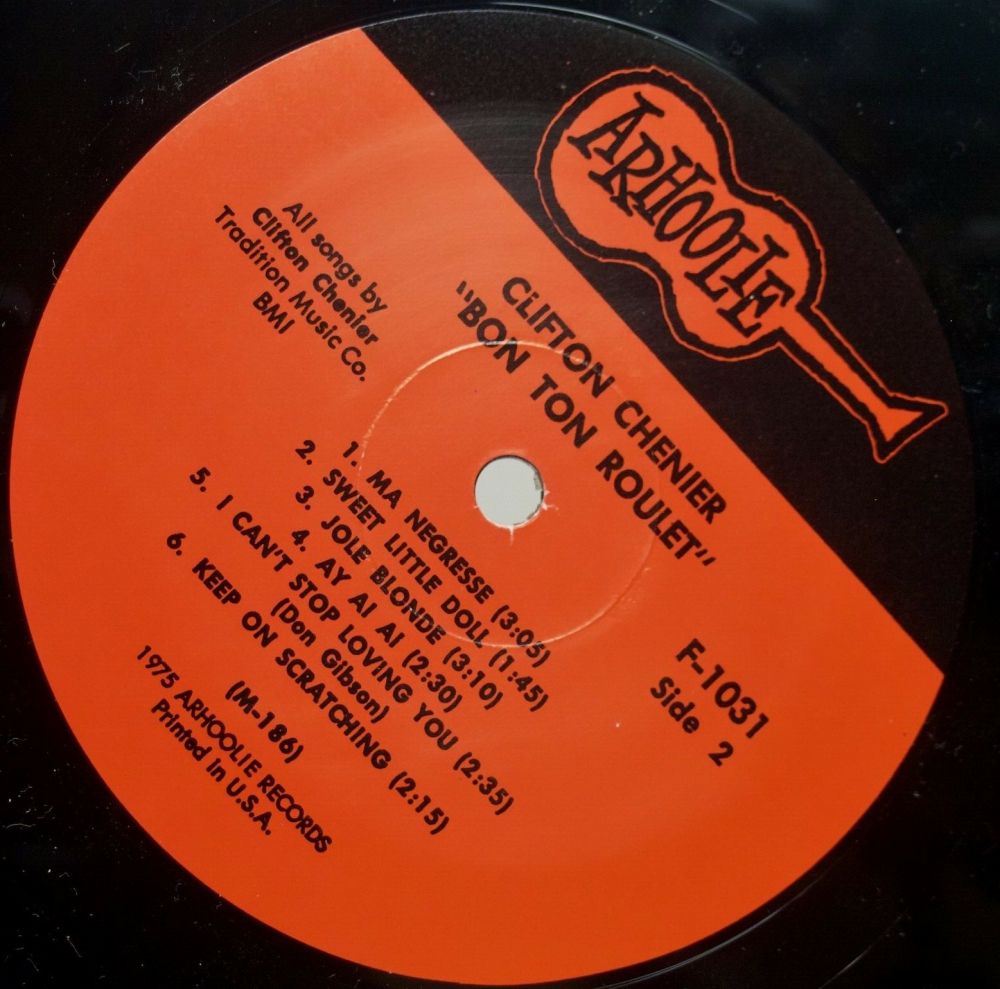 ARHOOLIE
CLIFTON CHENIER
"BON TON ROULET"
All songs by
Clifton Chenier
Tradition Music Co.
BMI
F-1031
Side 2
1. MA NEGRESSE (3:05)
2. SWEET LITTLE DOLL (1:45)
3. JOLE BLONDE (3:10)
4. AY AI AI (2:30)
5. I CAN'T STOP LOVING YOU (2:35)
(Don Gibson)
6. KEEP ON SCRATCHING (2:15)
(M-186)
1975 ARHOOLIE RECORDS
Printed in U.S.A.